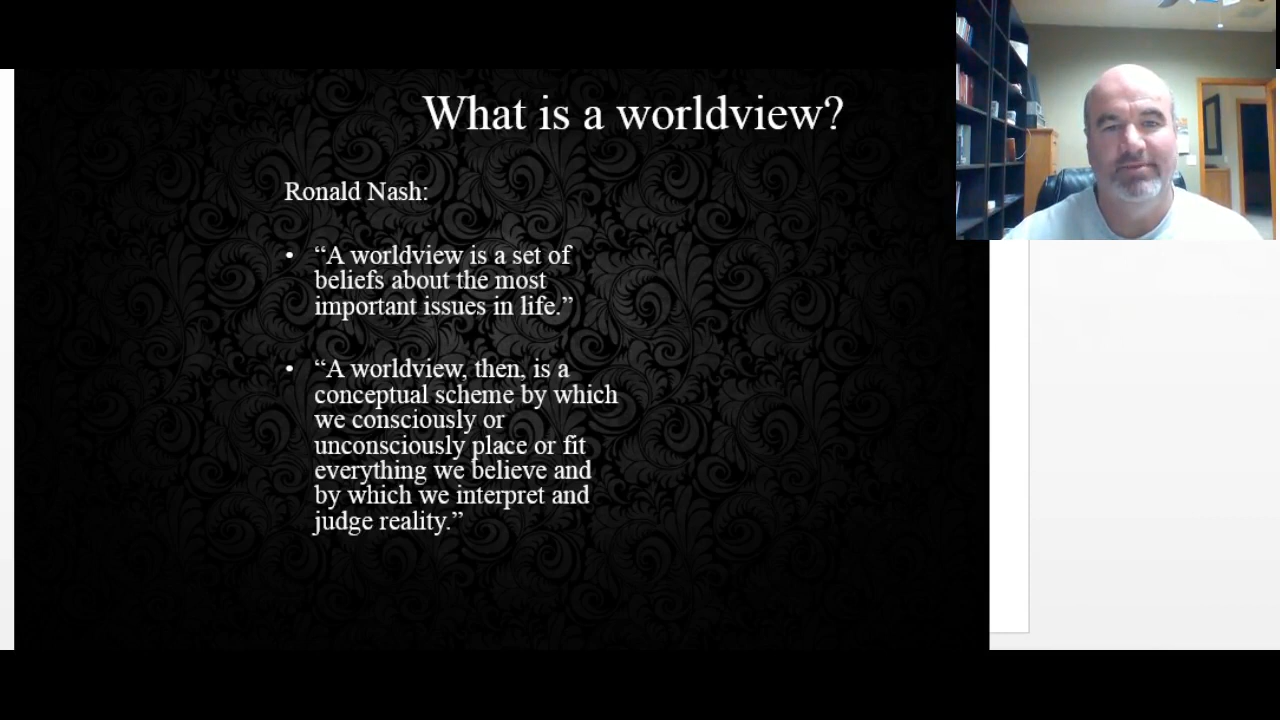 What is a worldview?
Ronald Nash:
• “A worldview is a set of
beliefs about the most
important issues in life.”
• “A worldview, then, is a
conceptual scheme by which
we consciously or
unconsciously place or fit
everything we believe and
by which we interpret and
judge reality.”